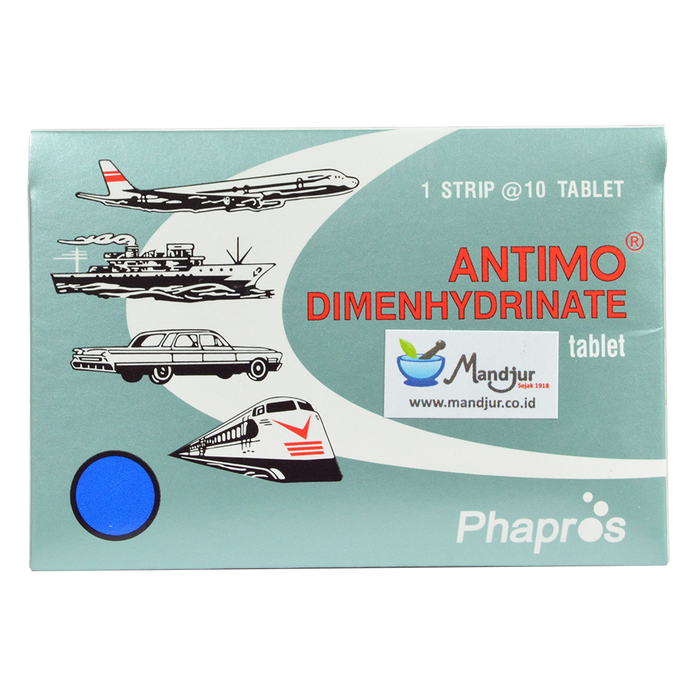 1 STRIP @ 10 TABLET
ANTIMO®
DIMENHYDRINATE
tablet
Mandjur
Sejak 1918
www.mandjur.co.id
Phapros